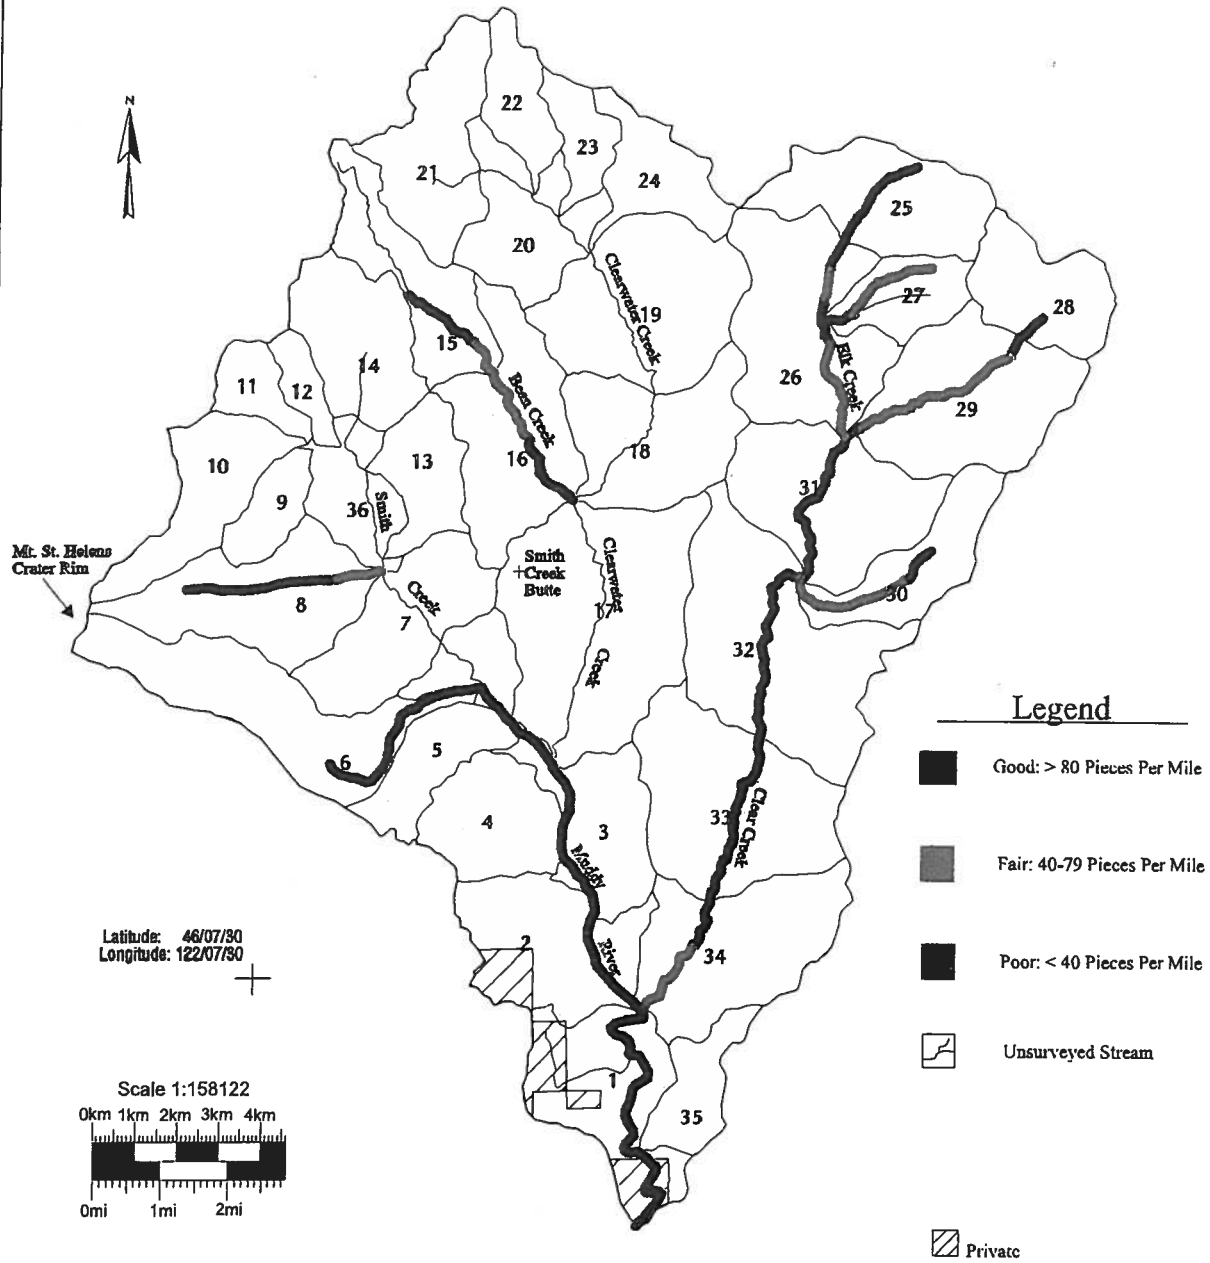 N
22
23
21
24
25
20
Clearwater Creek
19
27
28
15
14
Elk Creek
26
11
12
Bean Creek
29
10
13
16
18
9
36
Smith
31
Mt. St. Helens
Crater Rim
Smith
Creek
Butte
Clearwater
8
Creek
7
17
30
32
Creek
Legend
6
5
Good: > 80 Pieces Per Mile
4
3
33
Clear Creek
Muddy
Fair: 40-79 Pieces Per Mile
Latitude: 46/07/30
Longitude: 122/07/30
2
River
34
Poor: < 40 Pieces Per Mile
Unsurveyed Stream
1
35
Scale 1:158122
0km 1km 2km 3km 4km
0mi 1mi 2mi
Private